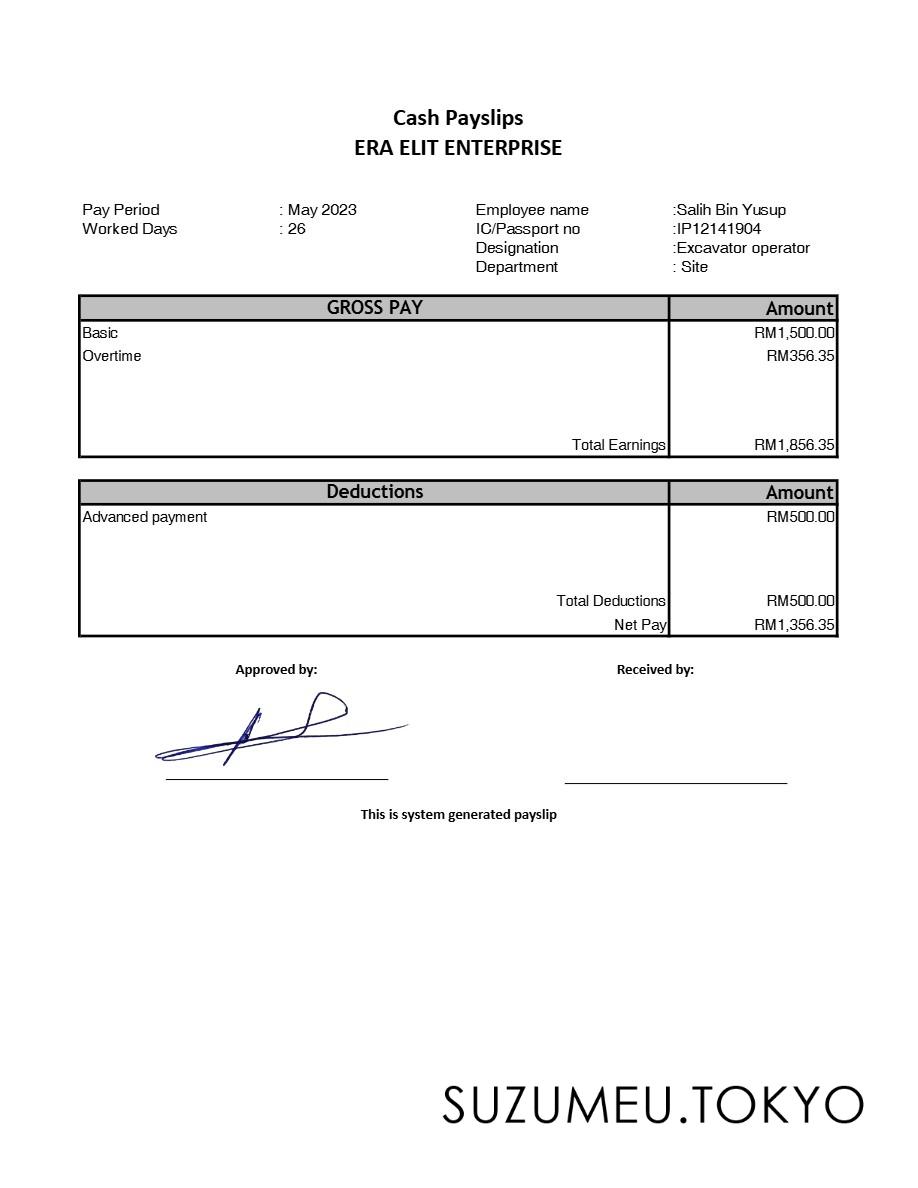 Cash Payslips
ERA ELIT ENTERPRISE
Pay Period : May 2023 Employee name :Salih Bin Yusup
Worked Days : 26 IC/Passport no :IP12141904
Designation :Excavator operator
Department : Site
GROSS PAY Amount
Basic RM1,500.00
Overtime RM356.35
Total Earnings RM1,856.35
Deductions Amount
Advanced payment RM500.00
Total Deductions RM500.00
Net Pay RM1,356.35
Approved by: Received by:
This is system generated payslip
SUZUMEU.TOKYO